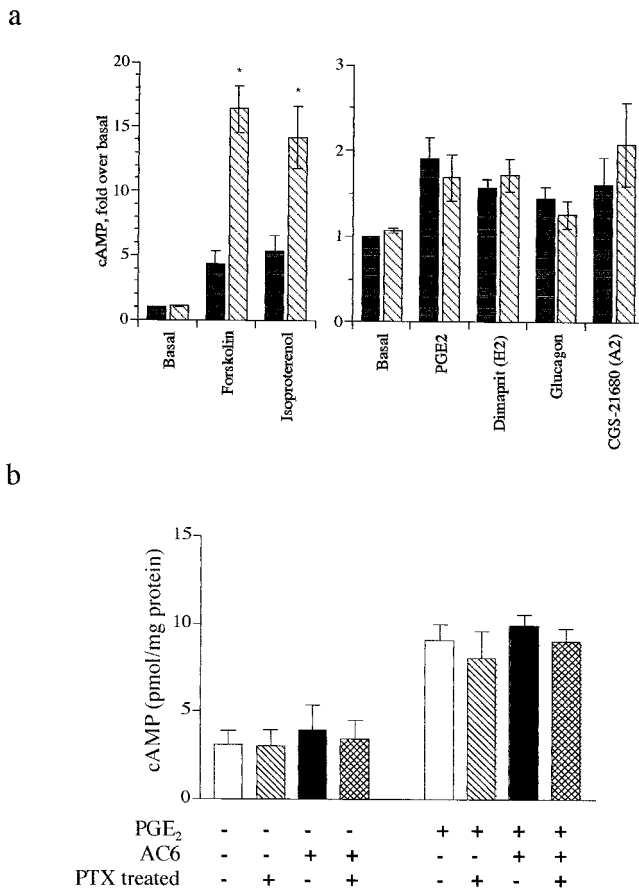 a
cAMP, fold over basal
20
15
10
5
0
*
*
Basal
Forskolin
Isoproterenol
3
2
1
0
Basal
PGE2
Dimaprit (H2)
Glucagon
CGS-21680 (A2)
b
cAMP (pmol/mg protein)
15
10
5
0
PGE₂ - - - - + + + +
AC6 - - + + - - + +
PTX treated - + - + - + - +